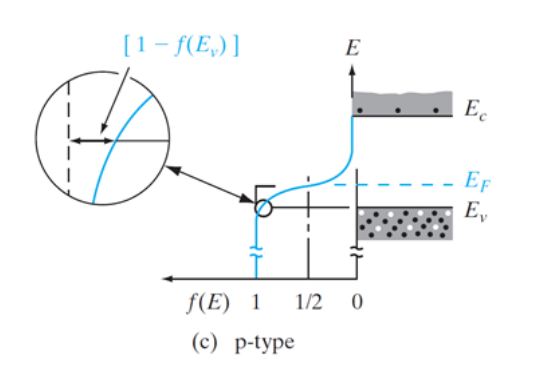 [1 − f(E_v)]
E
E_c
E_F
E_v
f(E) 1 1/2 0
(c) p-type